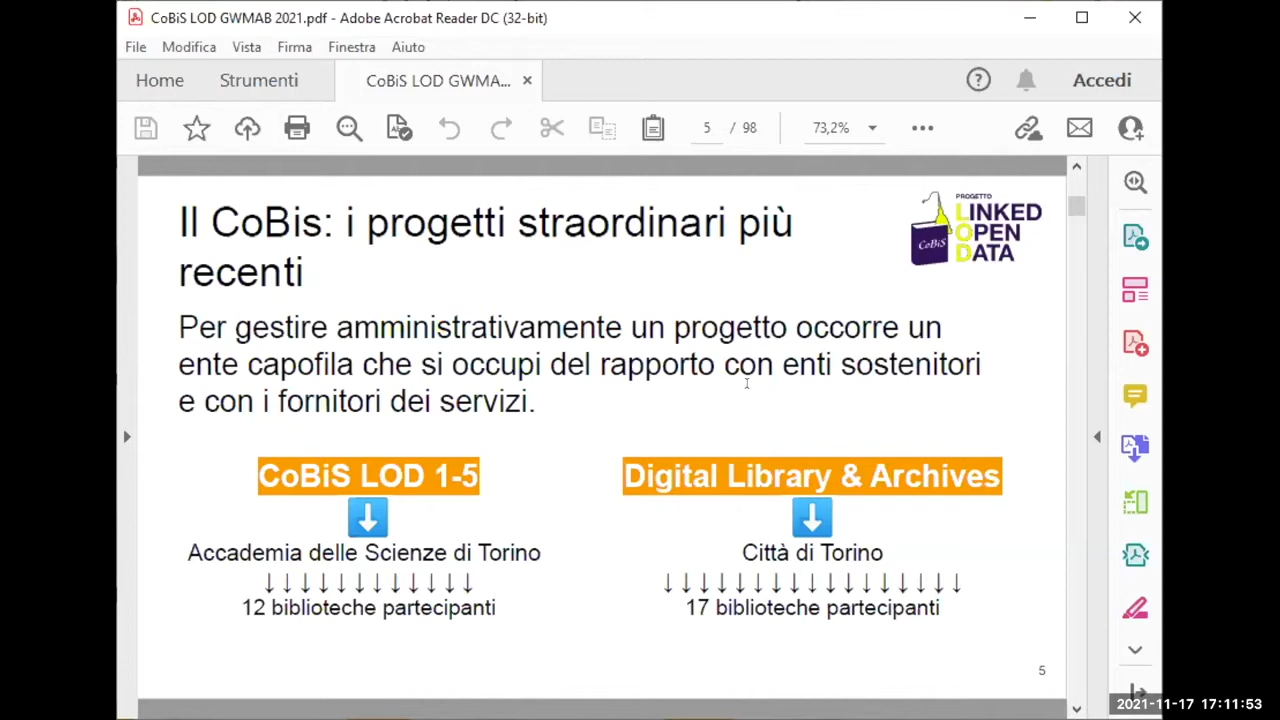 CoBiS LOD GWMAB 2021.pdf - Adobe Acrobat Reader DC (32-bit)
File Modifica Vista Firma Finestra Aiuto
Home Strumenti CoBiS LOD GWMA... × Accedi
5 / 98 73,2%
Il CoBis: i progetti straordinari più
recenti
PROGETTO
LINKED
OPEN
DATA
CoBiS
Per gestire amministrativamente un progetto occorre un
ente capofila che si occupi del rapporto con enti sostenitori
e con i fornitori dei servizi.
CoBiS LOD 1-5 Digital Library & Archives
Accademia delle Scienze di Torino Città di Torino
↓↓↓↓↓↓↓↓↓↓↓↓ ↓↓↓↓↓↓↓↓↓↓↓↓↓↓↓↓↓
12 biblioteche partecipanti 17 biblioteche partecipanti
5
2021-11-17 17:11:53